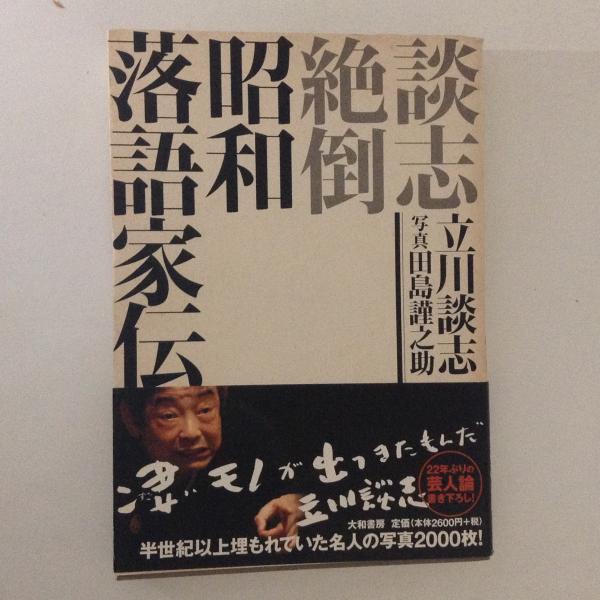 談志
絶倒
昭和
落語家伝
立川談志
写真 田島謹之助
凄いモノが出てきたもんだ
立川談志
22年ぶりの
芸人論
書き下ろし!
大和書房 定価(本体2600円+税)
半世紀以上埋もれていた名人の写真2000枚!